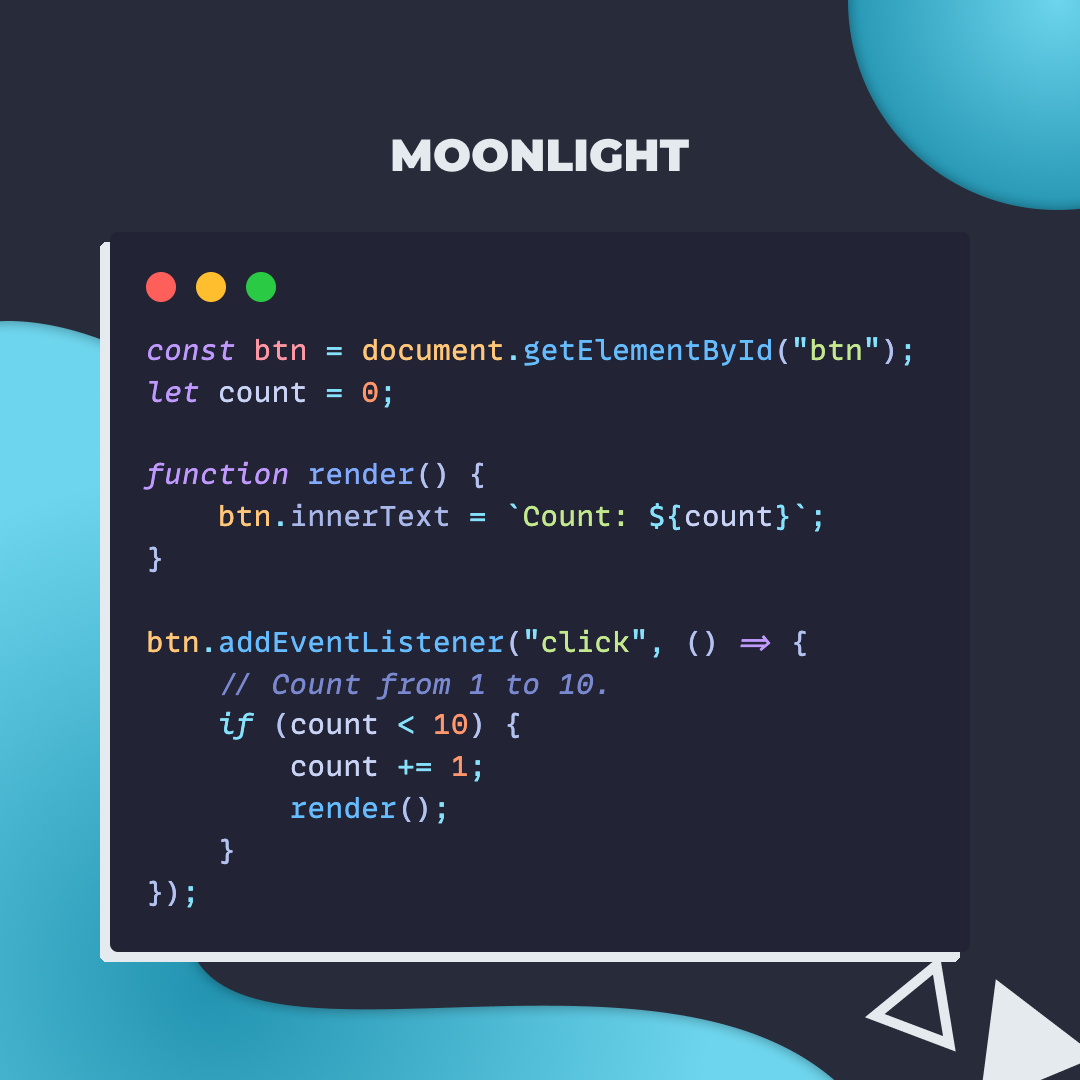 MOONLIGHT
const btn = document.getElementById("btn");
let count = 0;
function render() {
    btn.innerText = `Count: ${count}`;
}
btn.addEventListener("click", () => {
    // Count from 1 to 10.
    if (count < 10) {
        count += 1;
        render();
    }
});